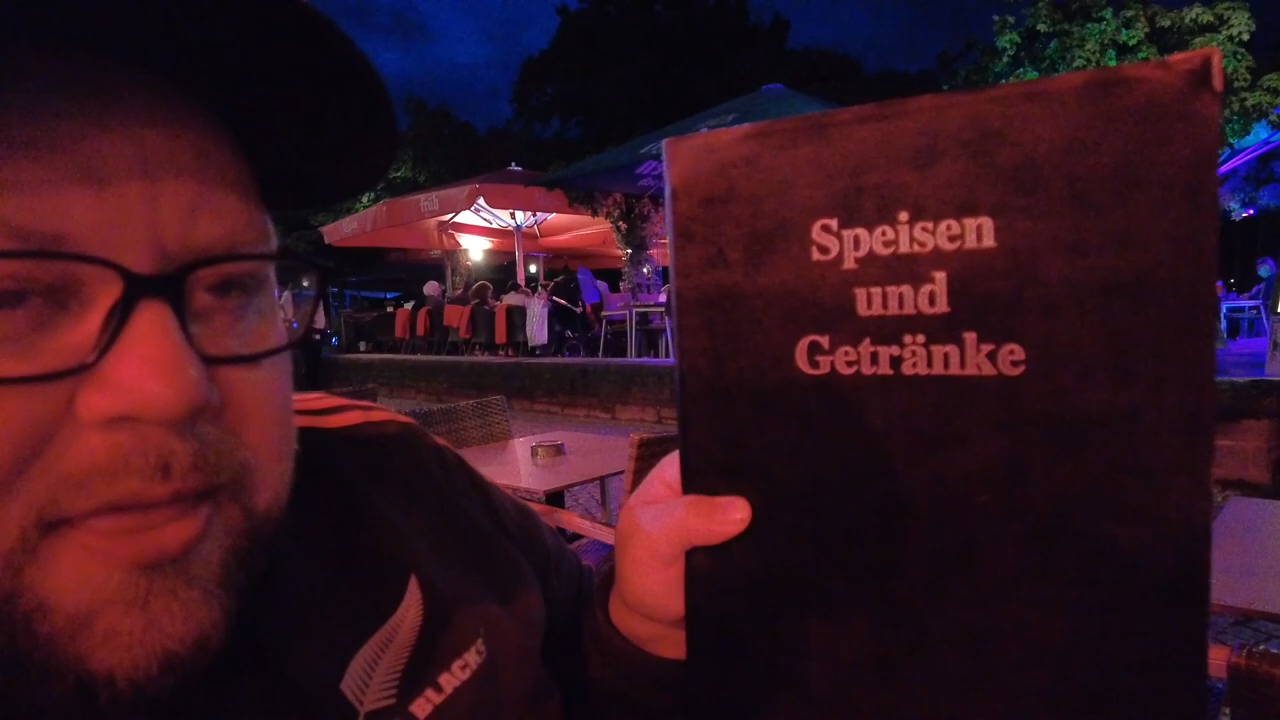 früh
Speisen
und
Getränke
BLACKS